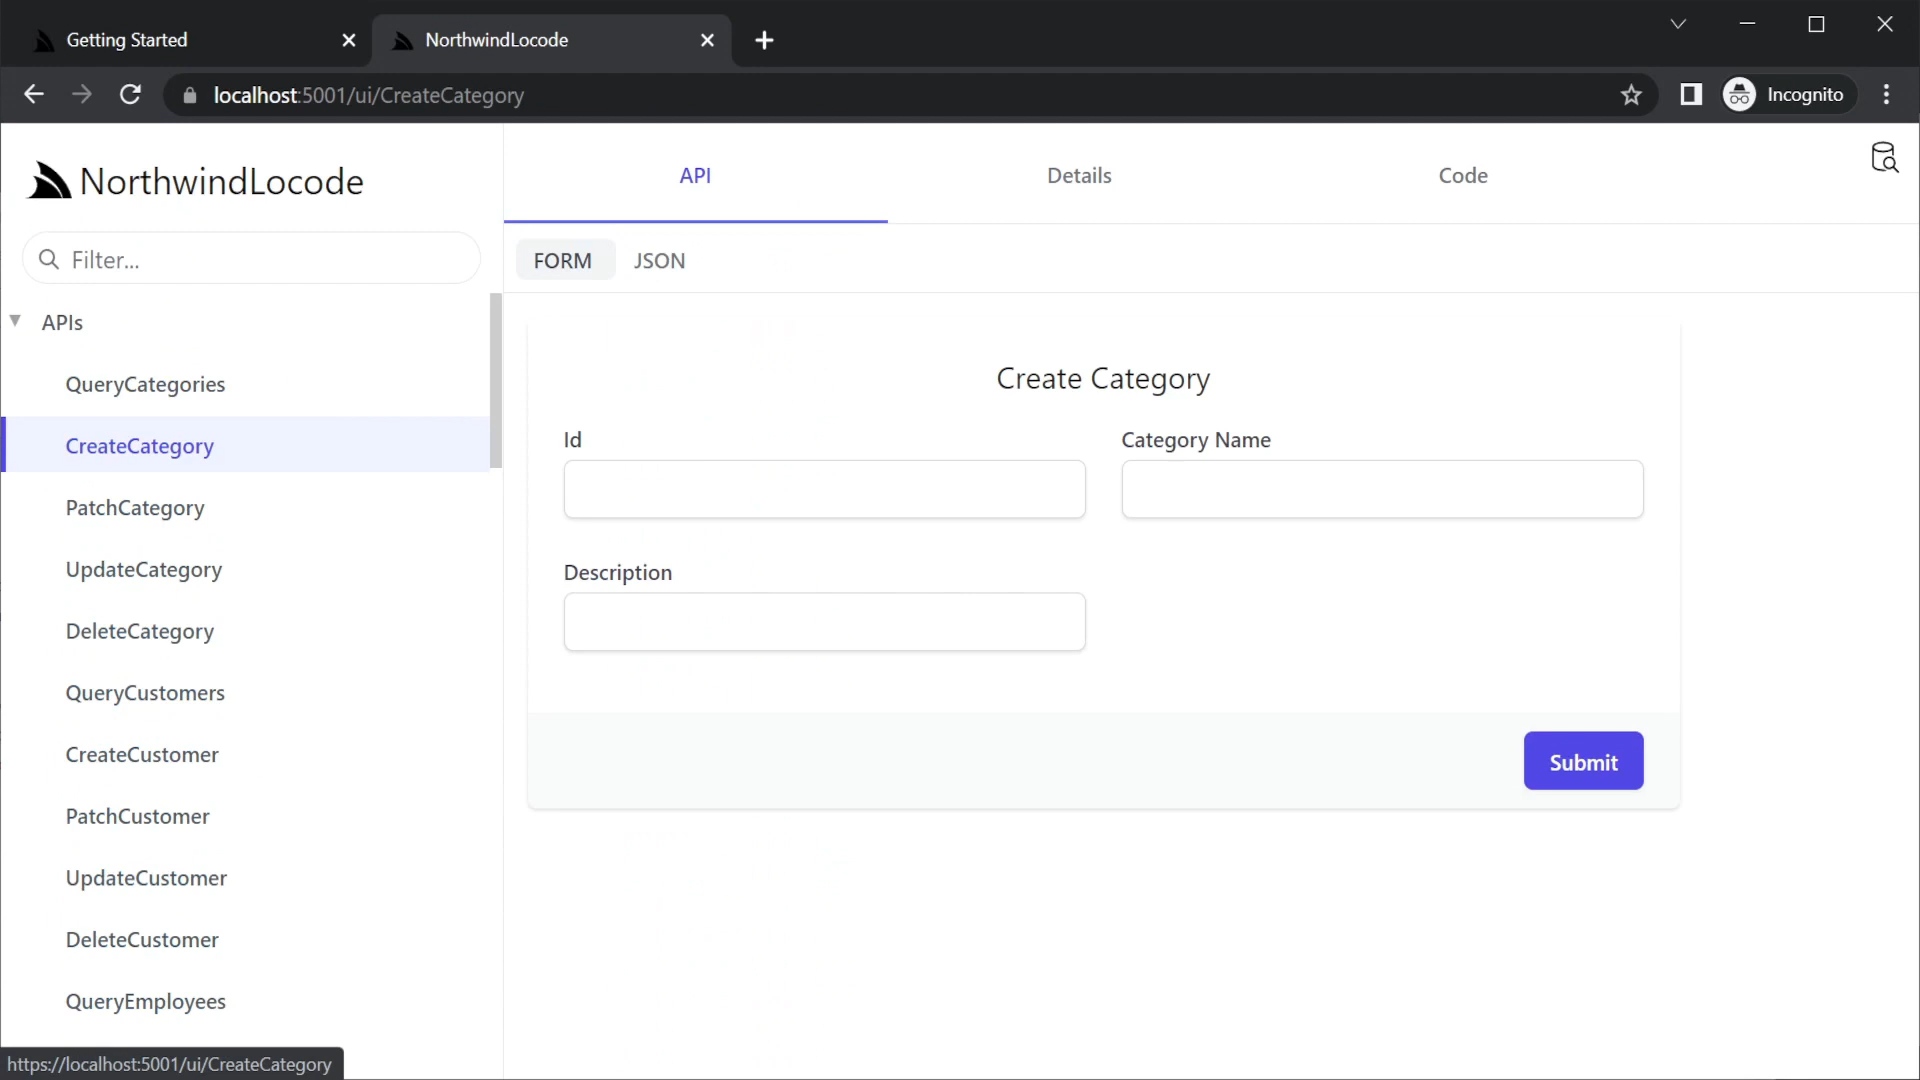 Getting Started
NorthwindLocode
localhost:5001/ui/CreateCategory
Incognito
NorthwindLocode
Filter...
APIs
QueryCategories
CreateCategory
PatchCategory
UpdateCategory
DeleteCategory
QueryCustomers
CreateCustomer
PatchCustomer
UpdateCustomer
DeleteCustomer
QueryEmployees
https://localhost:5001/ui/CreateCategory
API
Details
Code
FORM
JSON
Create Category
Id
Category Name
Description
Submit